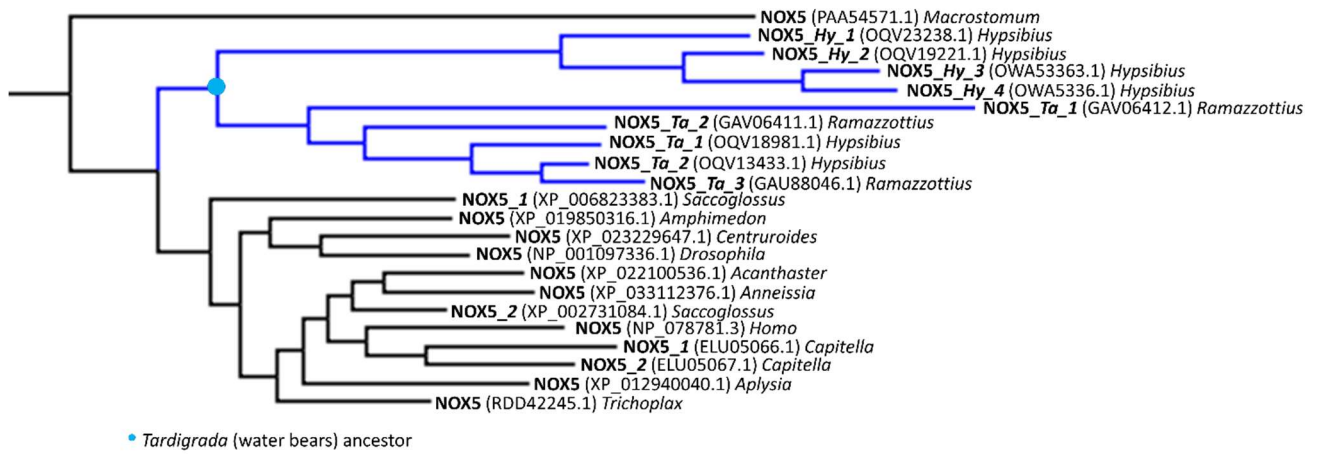 NOX5 (PAA54571.1) Macrostomum
NOX5_Hy_1 (OQV23238.1) Hypsibius
NOX5_Hy_2 (OQV19221.1) Hypsibius
NOX5_Hy_3 (OWA53363.1) Hypsibius
NOX5_Hy_4 (OWA5336.1) Hypsibius
NOX5_Ta_1 (GAV06412.1) Ramazzottius
NOX5_Ta_2 (GAV06411.1) Ramazzottius
NOX5_Ta_1 (OQV18981.1) Hypsibius
NOX5_Ta_2 (OQV13433.1) Hypsibius
NOX5_Ta_3 (GAU88046.1) Ramazzottius
NOX5_1 (XP_006823383.1) Saccoglossus
NOX5 (XP_019850316.1) Amphimedon
NOX5 (XP_023229647.1) Centruroides
NOX5 (NP_001097336.1) Drosophila
NOX5 (XP_022100536.1) Acanthaster
NOX5 (XP_033112376.1) Anneissia
NOX5_2 (XP_002731084.1) Saccoglossus
NOX5 (NP_078781.3) Homo
NOX5_1 (ELU05066.1) Capitella
NOX5_2 (ELU05067.1) Capitella
NOX5 (XP_012940040.1) Aplysia
NOX5 (RDD42245.1) Trichoplax
Tardigrada (water bears) ancestor